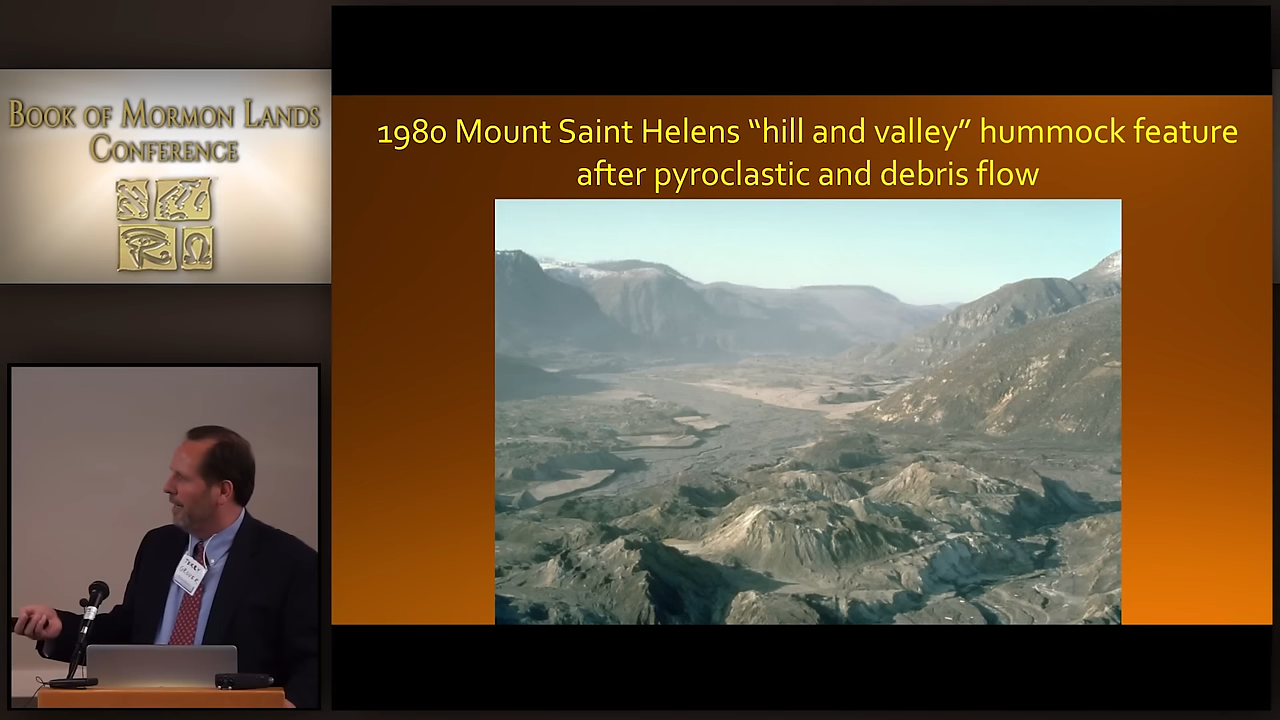 BOOK OF MORMON LANDS
CONFERENCE
1980 Mount Saint Helens “hill and valley” hummock feature
after pyroclastic and debris flow